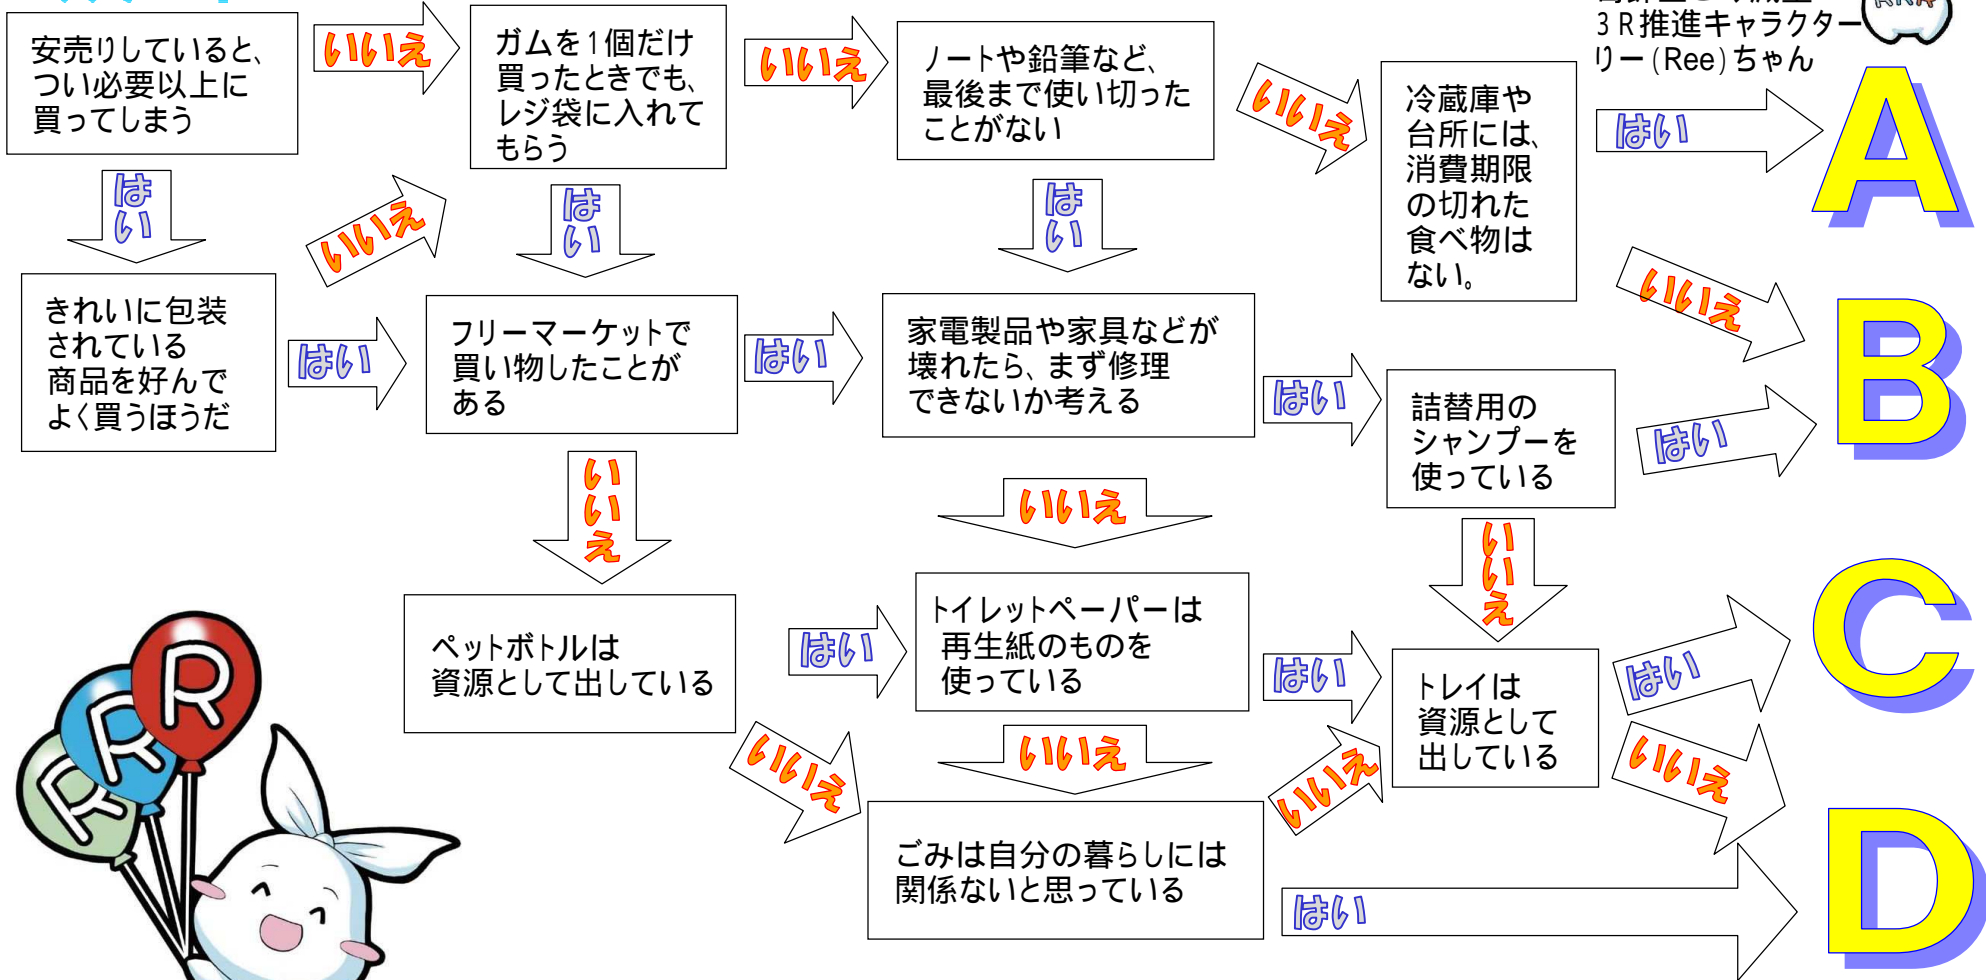 3R推進キャラクター
リー(Ree)ちゃん
安売りしていると、
つい必要以上に
買ってしまう
いいえ
はい
ガムを1個だけ
買ったときでも、
レジ袋に入れて
もらう
いいえ
はい
ノートや鉛筆など、
最後まで使い切った
ことがない
いいえ
はい
冷蔵庫や
台所には、
消費期限
の切れた
食べ物は
ない。
はい
A
いいえ
B
きれいに包装
されている
商品を好んで
よく買うほうだ
いいえ
はい
フリーマーケットで
買い物したことが
ある
はい
いいえ
家電製品や家具などが
壊れたら、まず修理
できないか考える
はい
いいえ
詰替用の
シャンプーを
使っている
はい
いいえ
ペットボトルは
資源として出している
はい
いいえ
トイレットペーパーは
再生紙のものを
使っている
はい
いいえ
トレイは
資源として
出している
はい
C
いいえ
ごみは自分の暮らしには
関係ないと思っている
いいえ
はい
D
R
R
R